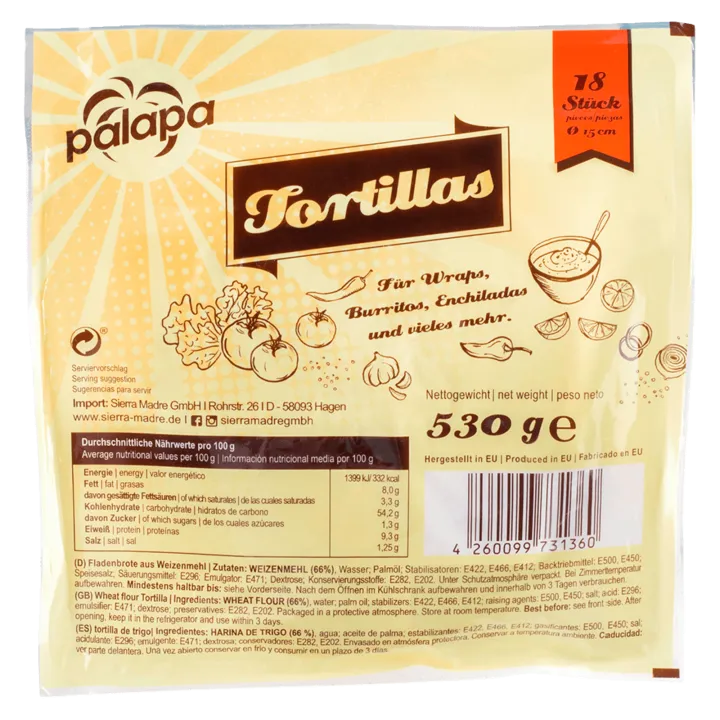 palapa
18
Stück
pieces/piezas
Ø 15 cm
Tortillas
Für Wraps,
Burritos, Enchiladas
und vieles mehr.
Serviervorschlag
Serving suggestion
Sugerencias para servir
Import: Sierra Madre GmbH I Rohrstr. 26 I D - 58093 Hagen
www.sierra-madre.de I sierramadregmbh
Nettogewicht | net weight | peso neto
530 g e
Hergestellt in EU | Produced in EU | Fabricado en EU
Durchschnittliche Nährwerte pro 100 g
Average nutritional values per 100 g | Información nutricional media por 100 g
Energie | energy | valor energético 1399 kJ/ 332 kcal
Fett | fat | grasas 8,0 g
davon gesättigte Fettsäuren | of which saturates | de las cuales saturadas 3,3 g
Kohlenhydrate | carbohydrate | hidratos de carbono 54,2 g
davon Zucker | of which sugars | de los cuales azúcares 1,3 g
Eiweiß | protein | proteínas 9,3 g
Salz | salt | sal 1,25 g
4 260099 731360
(D) Fladenbrote aus Weizenmehl | Zutaten: WEIZENMEHL (66%), Wasser; Palmöl; Stabilisatoren: E422, E466, E412; Backtriebmittel: E500, E450;
Speisesalz, Säuerungsmittel: E296; Emulgator: E471; Dextrose; Konservierungsstoffe: E282, E202. Unter Schutzatmosphäre verpackt. Bei Zimmertemperatur
aufbewahren. Mindestens haltbar bis: siehe Vorderseite. Nach dem Öffnen im Kühlschrank aufbewahren und innerhalb von 3 Tagen verbrauchen.
(GB) Wheat flour Tortilla | Ingredients: WHEAT FLOUR (66%), water; palm oil; stabilizers: E422, E466, E412; raising agents: E500, E450; salt; acid: E296;
emulsifier: E471; dextrose; preservatives: E282, E202. Packaged in a protective atmosphere. Store at room temperature. Best before: see front side. After
opening, keep it in the refrigerator and use within 3 days.
(ES) tortilla de trigo| Ingredients: HARINA DE TRIGO (66 %), agua; aceite de palma; estabilizantes: E422, E466, E412; gasificantes: E500, E450; sal;
acidulante: E296; emulgente: E471; dextrosa; conservadores: E282, E202. Envasado en atmósfera protectora. Conservar a temperatura ambiente. Caducidad:
ver parte delantera. Una vez abierto conservar en frío y consumir en un plazo de 3 días.